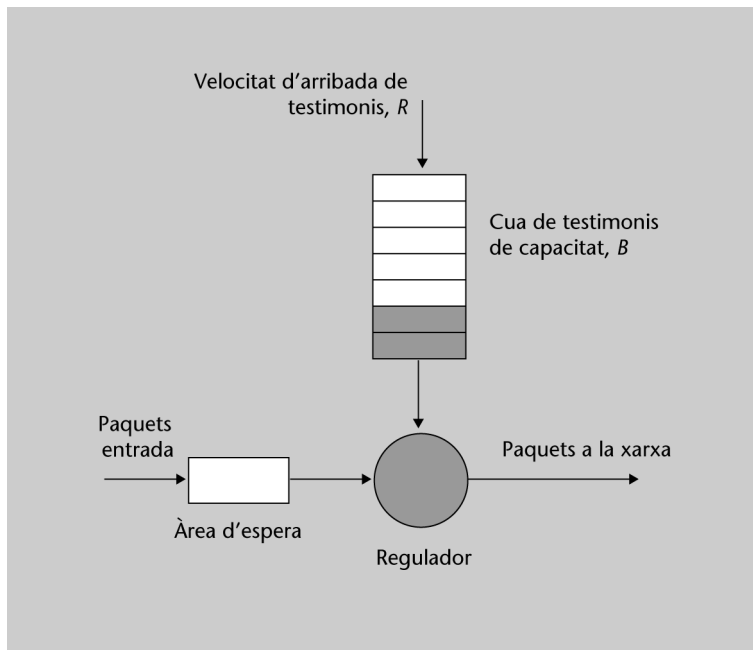 Velocitat d'arribada de
testimonis, R
Cua de testimonis
de capacitat, B
Paquets
entrada
Paquets a la xarxa
Àrea d'espera
Regulador